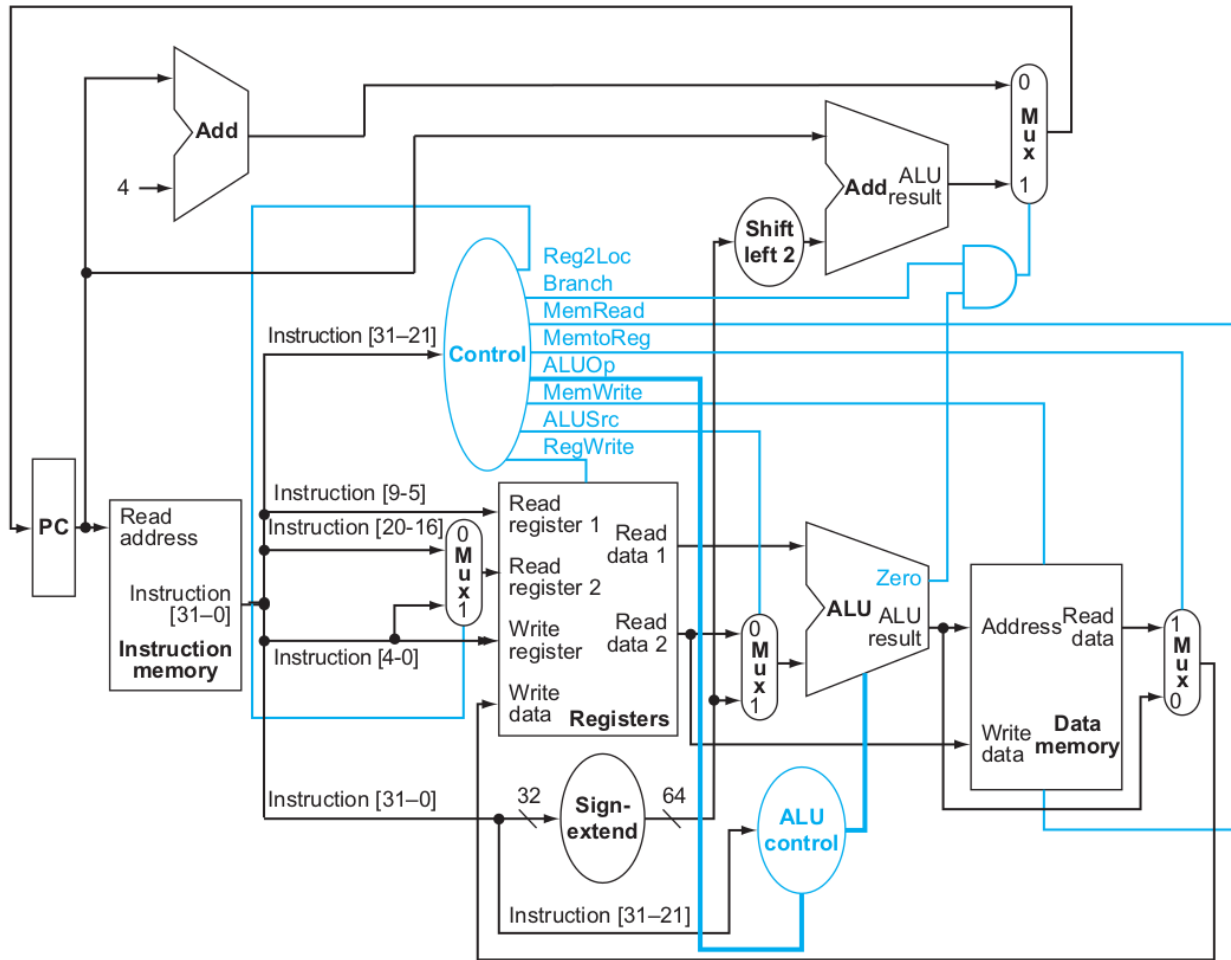 Add
4
0
Mux
1
Add
ALU
result
Shift
left 2
Reg2Loc
Branch
MemRead
MemtoReg
ALUOp
MemWrite
ALUSrc
RegWrite
Control
Instruction [31–21]
PC
Read
address
Instruction
[31–0]
Instruction
memory
Instruction [9-5]
Instruction [20-16]
Instruction [4-0]
0
Mux
1
Read
register 1
Read
register 2
Write
register
Write
data
Read
data 1
Read
data 2
Registers
0
Mux
1
Zero
ALU
ALU
result
Address
Read
data
Write
data
Data
memory
1
Mux
0
Instruction [31–0]
32
Sign-
extend
64
ALU
control
Instruction [31–21]